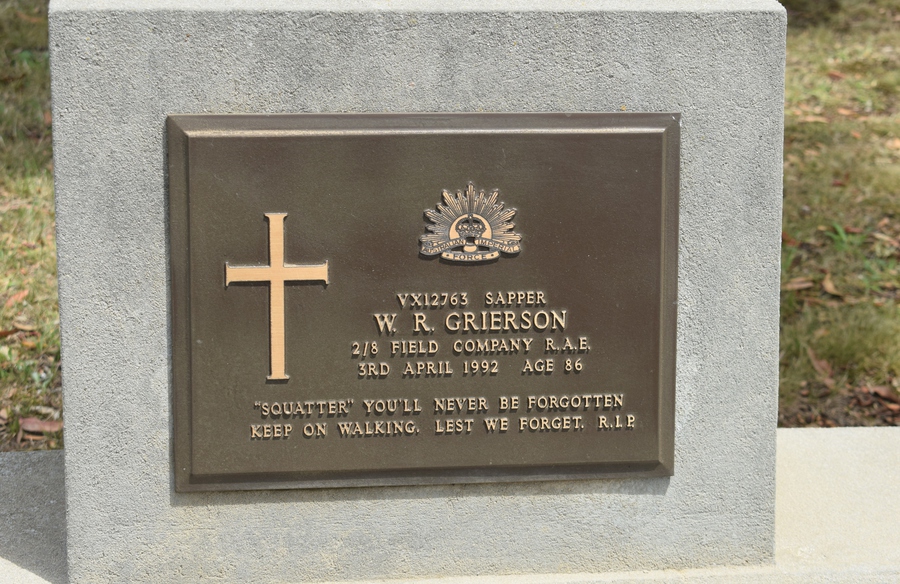 AUSTRALIAN IMPERIAL
FORCE
VX12763 SAPPER
W. R. GRIERSON
2/8 FIELD COMPANY R.A.E.
3RD APRIL 1992 AGE 86
"SQUATTER" YOU'LL NEVER BE FORGOTTEN
KEEP ON WALKING. LEST WE FORGET. R.I.P.